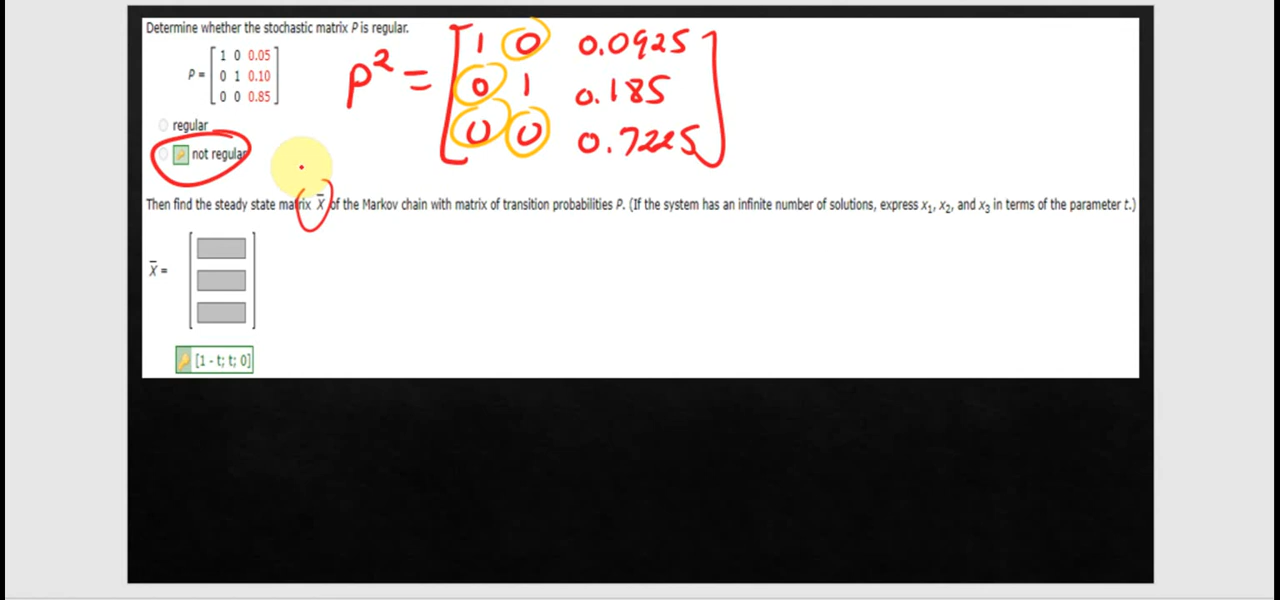 Determine whether the stochastic matrix P is regular.
P =
1 0 0.05
0 1 0.10
0 0 0.85
P² =
1 0 0.0925
0 1 0.185
0 0 0.7225
regular
not regular
Then find the steady state matrix X̄ of the Markov chain with matrix of transition probabilities P. (If the system has an infinite number of solutions, express x₁, x₂, and x₃ in terms of the parameter t.)
X̄ =
[1 - t; t; 0]